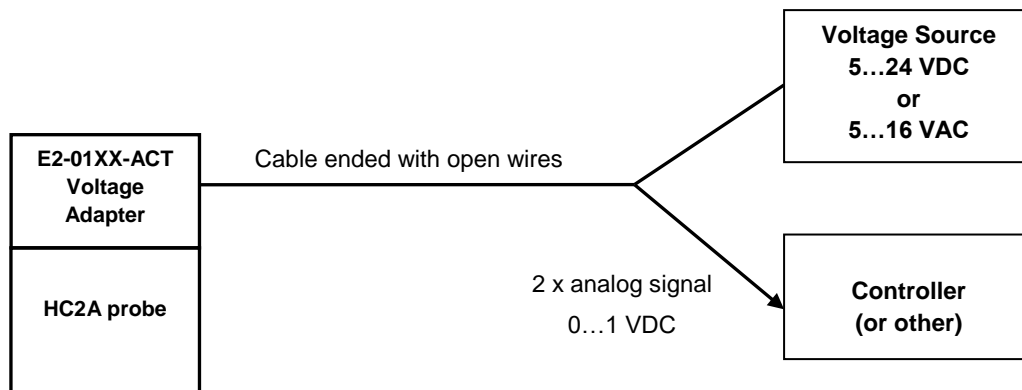 Voltage Source
5…24 VDC
or
5…16 VAC
E2-01XX-ACT
Voltage
Adapter
Cable ended with open wires
HC2A probe
2 x analog signal
0…1 VDC
Controller
(or other)